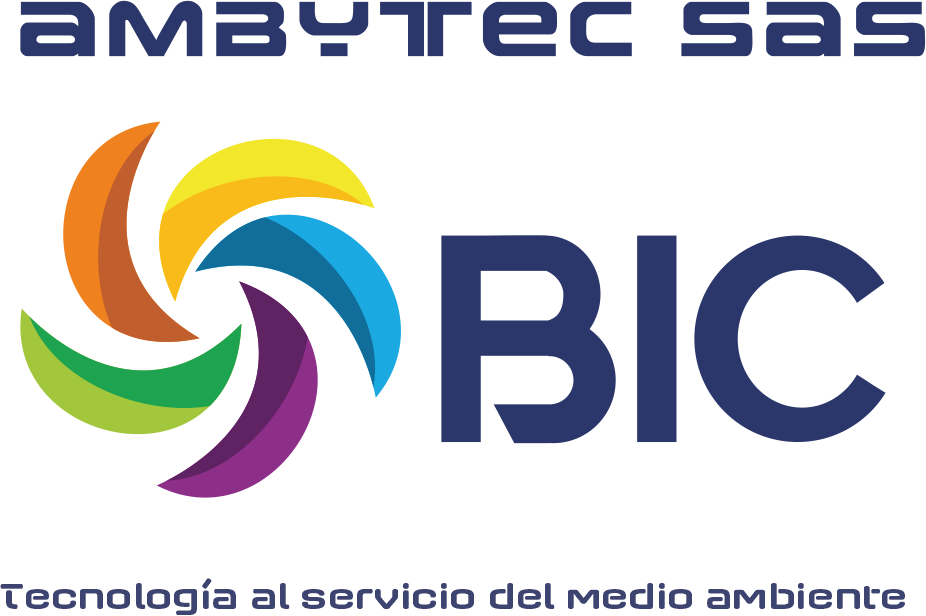 AMBYTEC SAS
BIC
Tecnología al servicio del medio ambiente